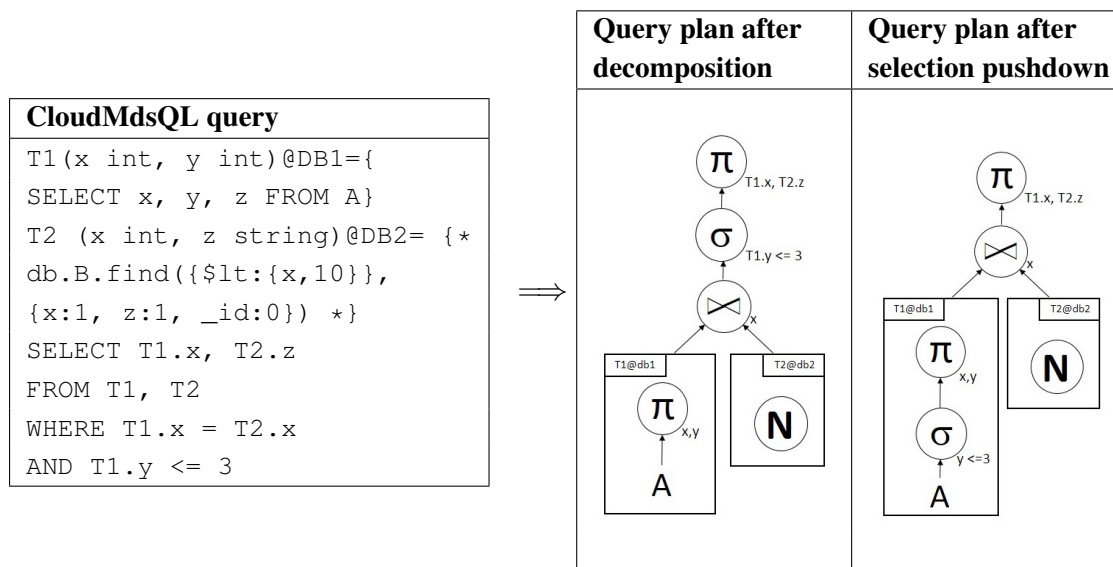 CloudMdsQL query
T1(x int, y int)@DB1={
SELECT x, y, z FROM A}
T2 (x int, z string)@DB2= {*
db.B.find({$lt:{x,10}},
{x:1, z:1, _id:0}) *}
SELECT T1.x, T2.z
FROM T1, T2
WHERE T1.x = T2.x
AND T1.y <= 3
⟹
Query plan after
decomposition
π
T1.x, T2.z
σ
T1.y <= 3
⋈
x
T1@db1
T2@db2
π
x,y
N
A
Query plan after
selection pushdown
π
T1.x, T2.z
⋈
x
T1@db1
T2@db2
π
x,y
N
σ
y <=3
A